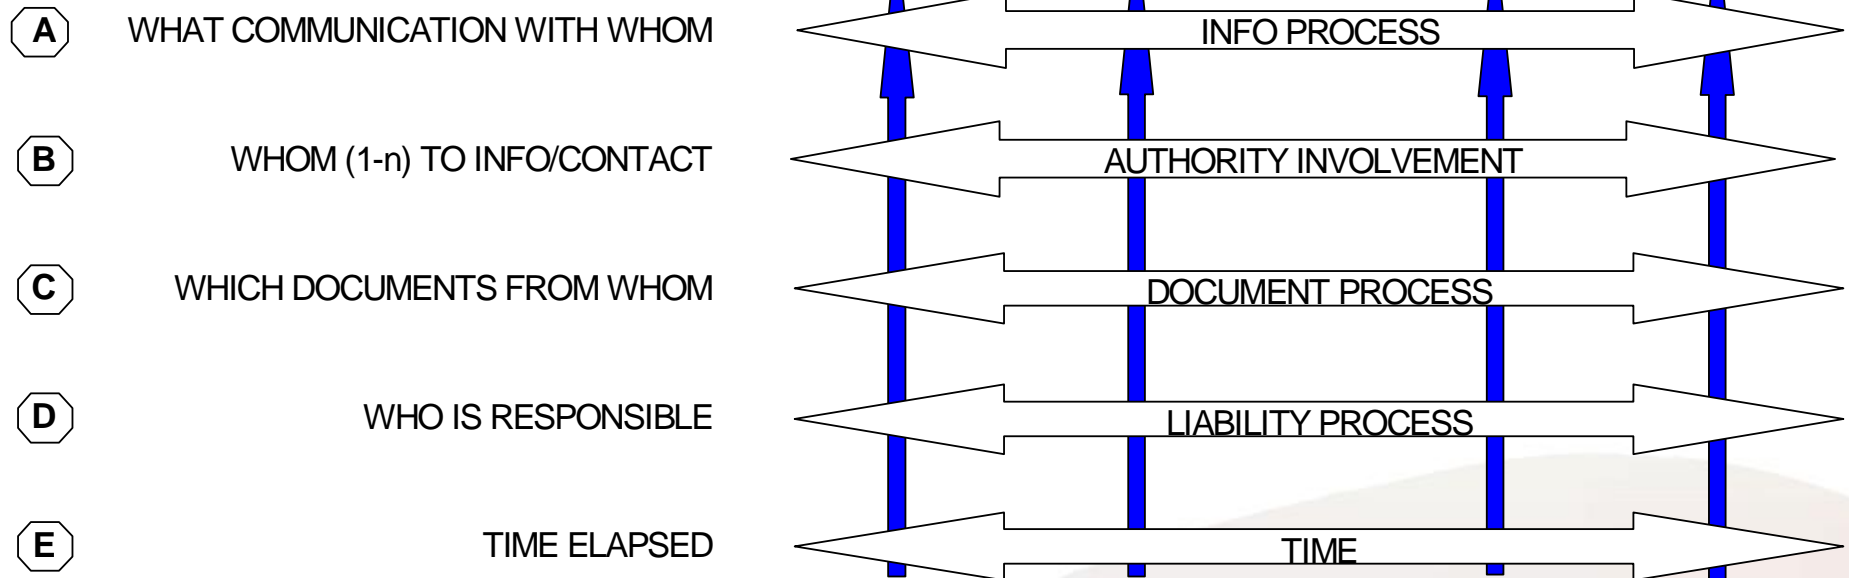 A WHAT COMMUNICATION WITH WHOM INFO PROCESS
B WHOM (1-n) TO INFO/CONTACT AUTHORITY INVOLVEMENT
C WHICH DOCUMENTS FROM WHOM DOCUMENT PROCESS
D WHO IS RESPONSIBLE LIABILITY PROCESS
E TIME ELAPSED TIME